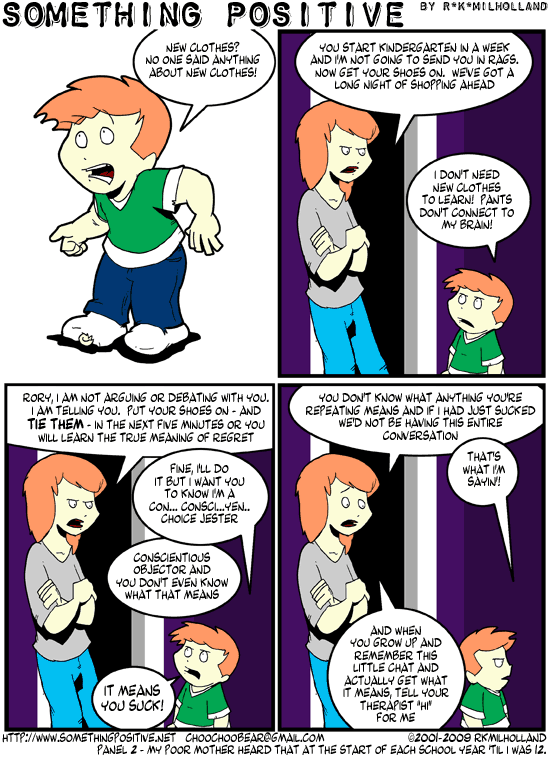 SOMETHING POSITIVE BY R*K*MILHOLLAND
NEW CLOTHES?
NO ONE SAID ANYTHING
ABOUT NEW CLOTHES!
YOU START KINDERGARTEN IN A WEEK
AND I'M NOT GOING TO SEND YOU IN RAGS.
NOW GET YOUR SHOES ON. WE'VE GOT A
LONG NIGHT OF SHOPPING AHEAD
I DON'T NEED
NEW CLOTHES
TO LEARN! PANTS
DON'T CONNECT TO
MY BRAIN!
RORY, I AM NOT ARGUING OR DEBATING WITH YOU.
I AM TELLING YOU. PUT YOUR SHOES ON - AND
TIE THEM - IN THE NEXT FIVE MINUTES OR YOU
WILL LEARN THE TRUE MEANING OF REGRET
FINE, I'LL DO
IT BUT I WANT YOU
TO KNOW I'M A
CON... CONSCI...YEN..
CHOICE JESTER
CONSCIENTIOUS
OBJECTOR AND
YOU DON'T EVEN KNOW
WHAT THAT MEANS
IT MEANS
YOU SUCK!
YOU DON'T KNOW WHAT ANYTHING YOU'RE
REPEATING MEANS AND IF I HAD JUST SUCKED
WE'D NOT BE HAVING THIS ENTIRE
CONVERSATION
THAT'S
WHAT I'M
SAYIN'!
AND WHEN
YOU GROW UP AND
REMEMBER THIS
LITTLE CHAT AND
ACTUALLY GET WHAT
IT MEANS, TELL YOUR
THERAPIST "HI"
FOR ME
HTTP://WWW.SOMETHINGPOSITIVE.NET CHOOCHOOBEAR@GMAIL.COM ©2001-2009 RKMILHOLLAND
PANEL 2 - MY POOR MOTHER HEARD THAT AT THE START OF EACH SCHOOL YEAR 'TIL I WAS 12.